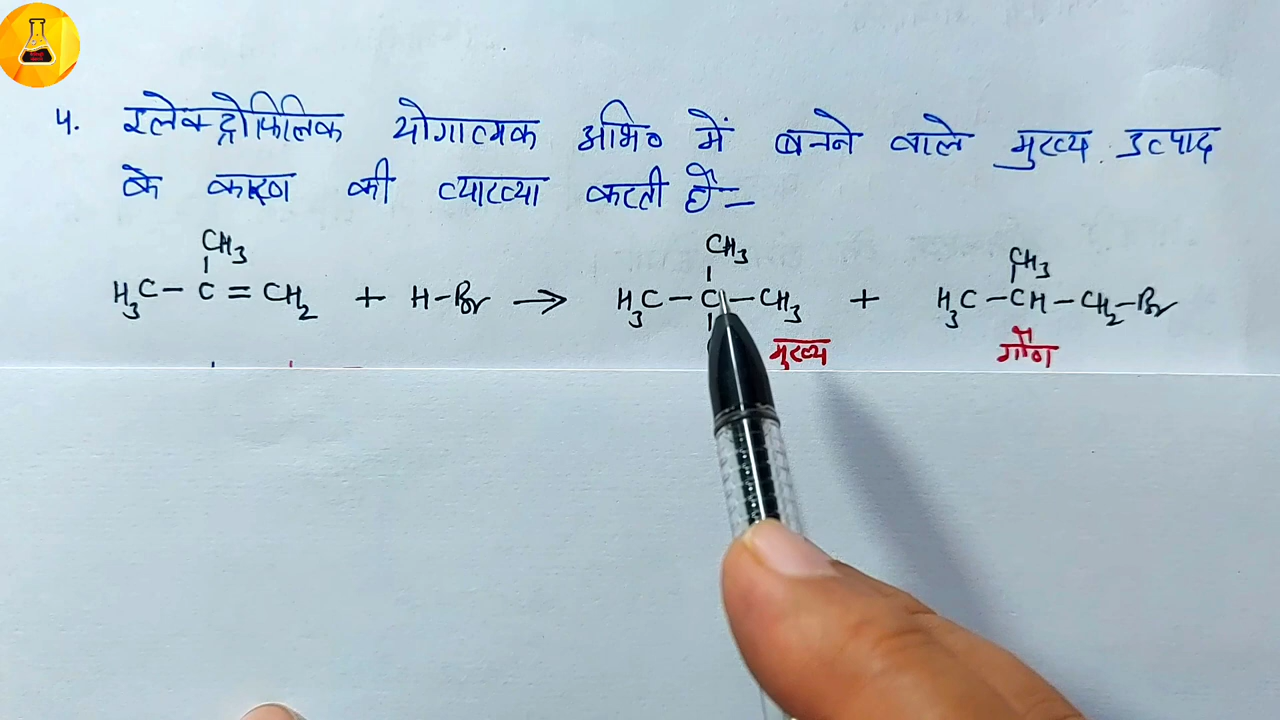 4. इलेक्ट्रोफिलिक योगात्मक अभि० में बनने वाले मुख्य उत्पाद
के कारण की व्याख्या करती है –
CH₃ CH₃ CH₃
H₃C – C = CH₂ + H – Br → H₃C – C – CH₃ + H₃C – CH – CH₂ – Br
मुख्य गौण